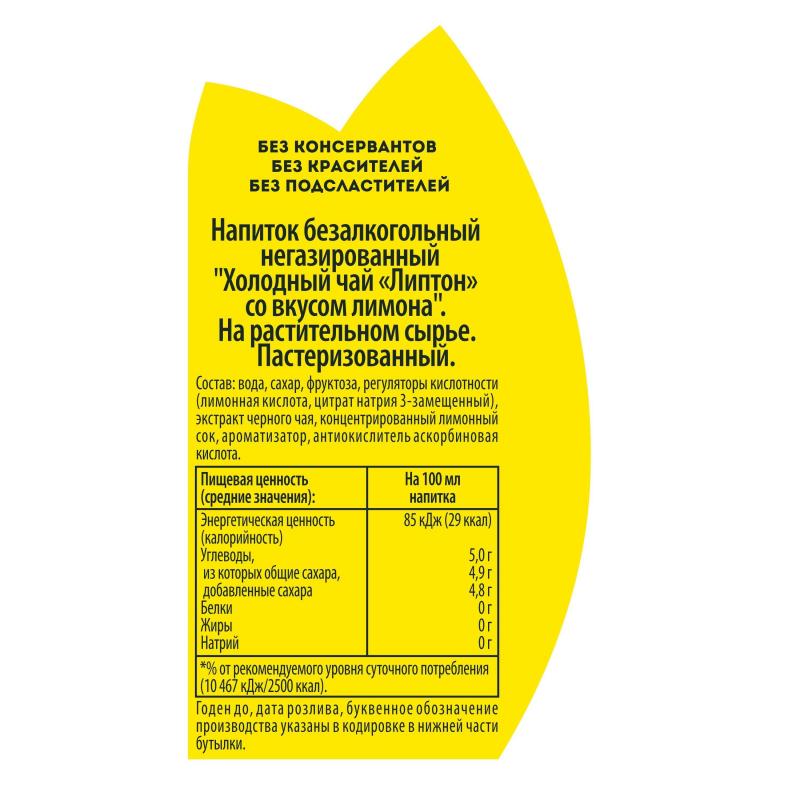 БЕЗ КОНСЕРВАНТОВ
БЕЗ КРАСИТЕЛЕЙ
БЕЗ ПОДСЛАСТИТЕЛЕЙ
Напиток безалкогольный
негазированный
"Холодный чай «Липтон»
со вкусом лимона".
На растительном сырье.
Пастеризованный.
Состав: вода, сахар, фруктоза, регуляторы кислотности
(лимонная кислота, цитрат натрия 3-замещенный),
экстракт черного чая, концентрированный лимонный
сок, ароматизатор, антиокислитель аскорбиновая
кислота.
Пищевая ценность На 100 мл
(средние значения): напитка
Энергетическая ценность 85 кДж (29 ккал)
(калорийность)
Углеводы, 5,0 г
из которых общие сахара, 4,9 г
добавленные сахара 4,8 г
Белки 0 г
Жиры 0 г
Натрий 0 г
*% от рекомендуемого уровня суточного потребления
(10 467 кДж/2500 ккал).
Годен до, дата розлива, буквенное обозначение
производства указаны в кодировке в нижней части
бутылки.